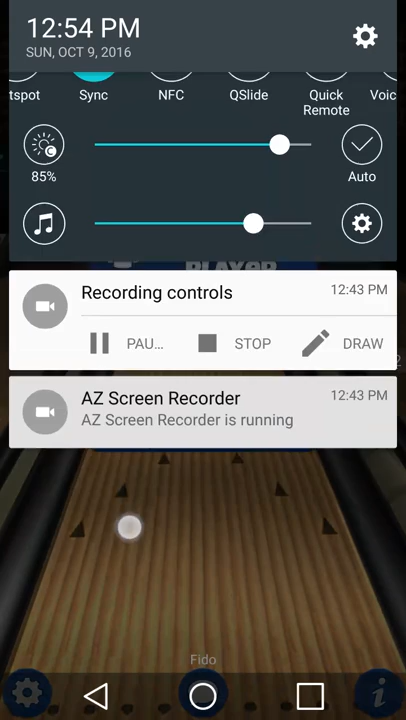 12:54 PM
SUN, OCT 9, 2016
tspot Sync NFC QSlide Quick Remote Voic
85% Auto
PLAYER
Recording controls 12:43 PM
PAU... STOP DRAW
AZ Screen Recorder 12:43 PM
AZ Screen Recorder is running
Fido